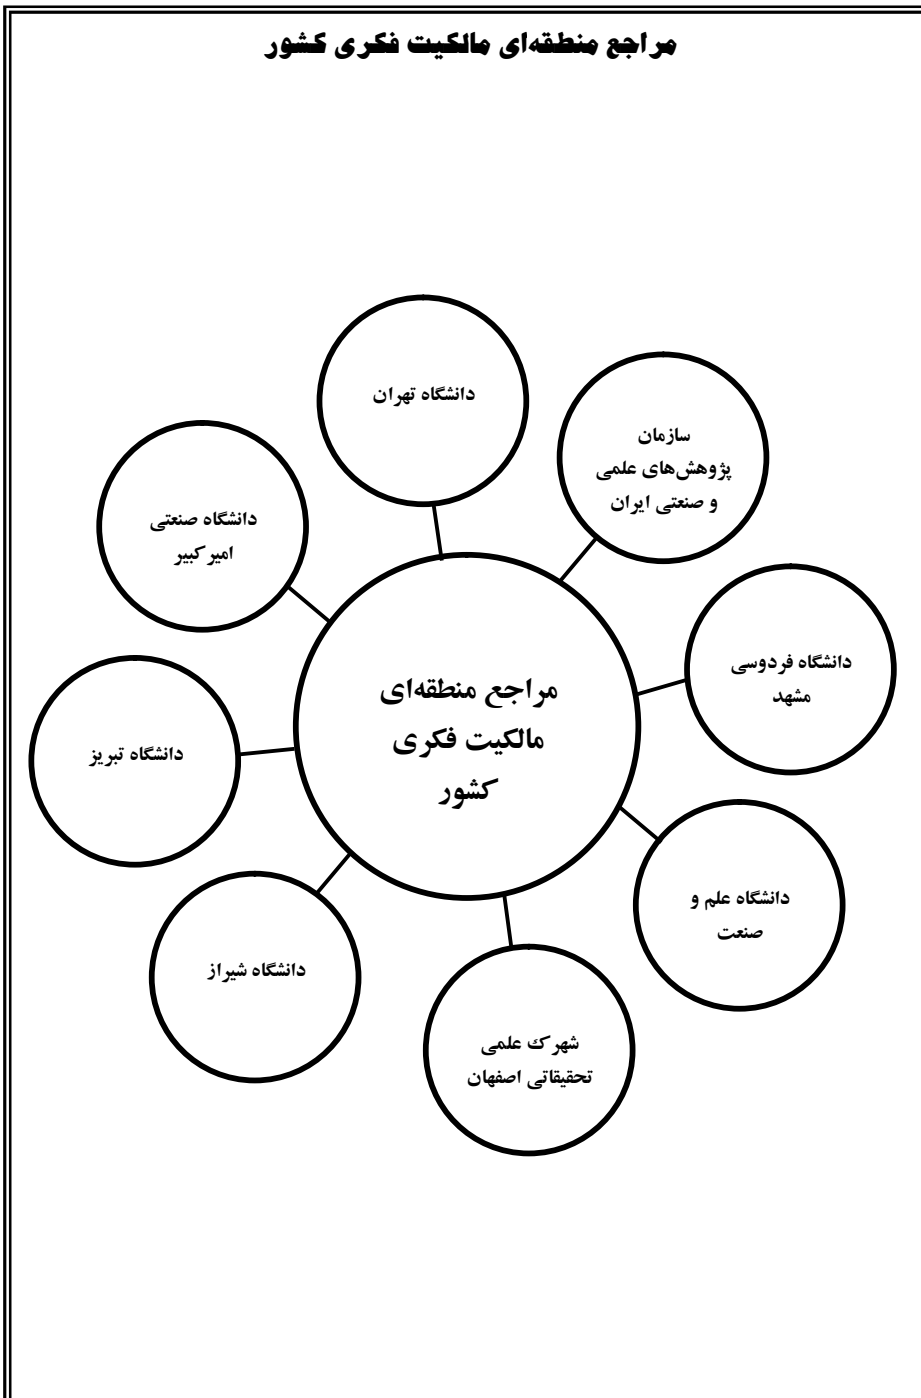 مراجع منطقه‌ای مالکیت فکری کشور
دانشگاه تهران
سازمان
پژوهش‌های علمی
و صنعتی ایران
دانشگاه صنعتی
امیرکبیر
دانشگاه فردوسی
مشهد
مراجع منطقه‌ای
مالکیت فکری
کشور
دانشگاه تبریز
دانشگاه علم و
صنعت
دانشگاه شیراز
شهرک علمی
تحقیقاتی اصفهان